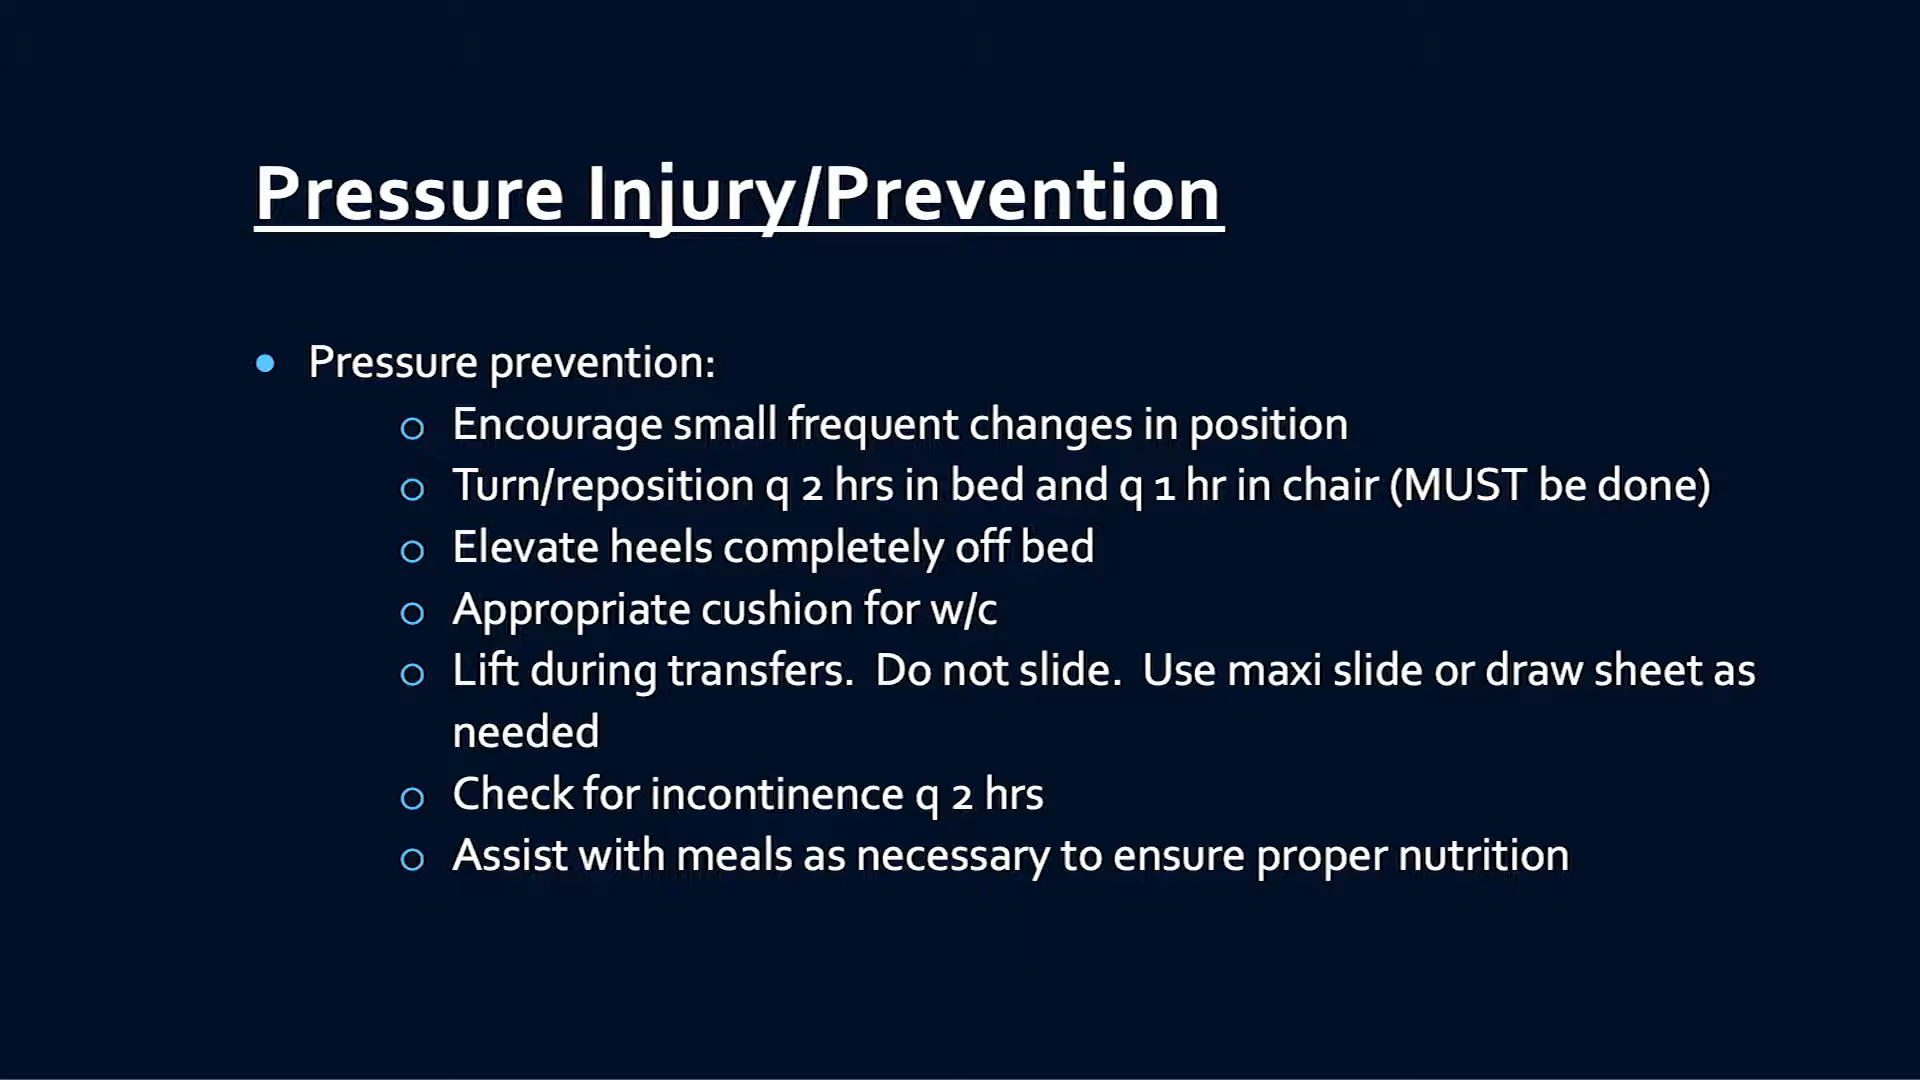 Pressure Injury/Prevention
• Pressure prevention:
o Encourage small frequent changes in position
o Turn/reposition q 2 hrs in bed and q 1 hr in chair (MUST be done)
o Elevate heels completely off bed
o Appropriate cushion for w/c
o Lift during transfers.  Do not slide.  Use maxi slide or draw sheet as
needed
o Check for incontinence q 2 hrs
o Assist with meals as necessary to ensure proper nutrition